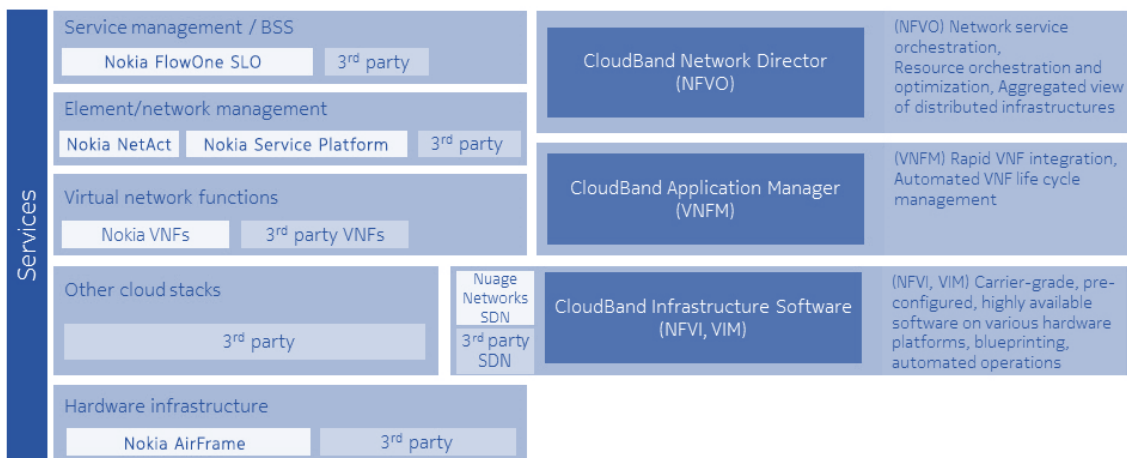 Services
Service management / BSS
Nokia FlowOne SLO
3rd party
Element/network management
Nokia NetAct
Nokia Service Platform
3rd party
Virtual network functions
Nokia VNFs
3rd party VNFs
Other cloud stacks
3rd party
Hardware infrastructure
Nokia AirFrame
3rd party
CloudBand Network Director
(NFVO)
(NFVO) Network service
orchestration,
Resource orchestration and
optimization, Aggregated view
of distributed infrastructures
CloudBand Application Manager
(VNFM)
(VNFM) Rapid VNF integration,
Automated VNF life cycle
management
Nuage
Networks
SDN
3rd party
SDN
CloudBand Infrastructure Software
(NFVI, VIM)
(NFVI, VIM) Carrier-grade, pre-
configured, highly available
software on various hardware
platforms, blueprinting,
automated operations